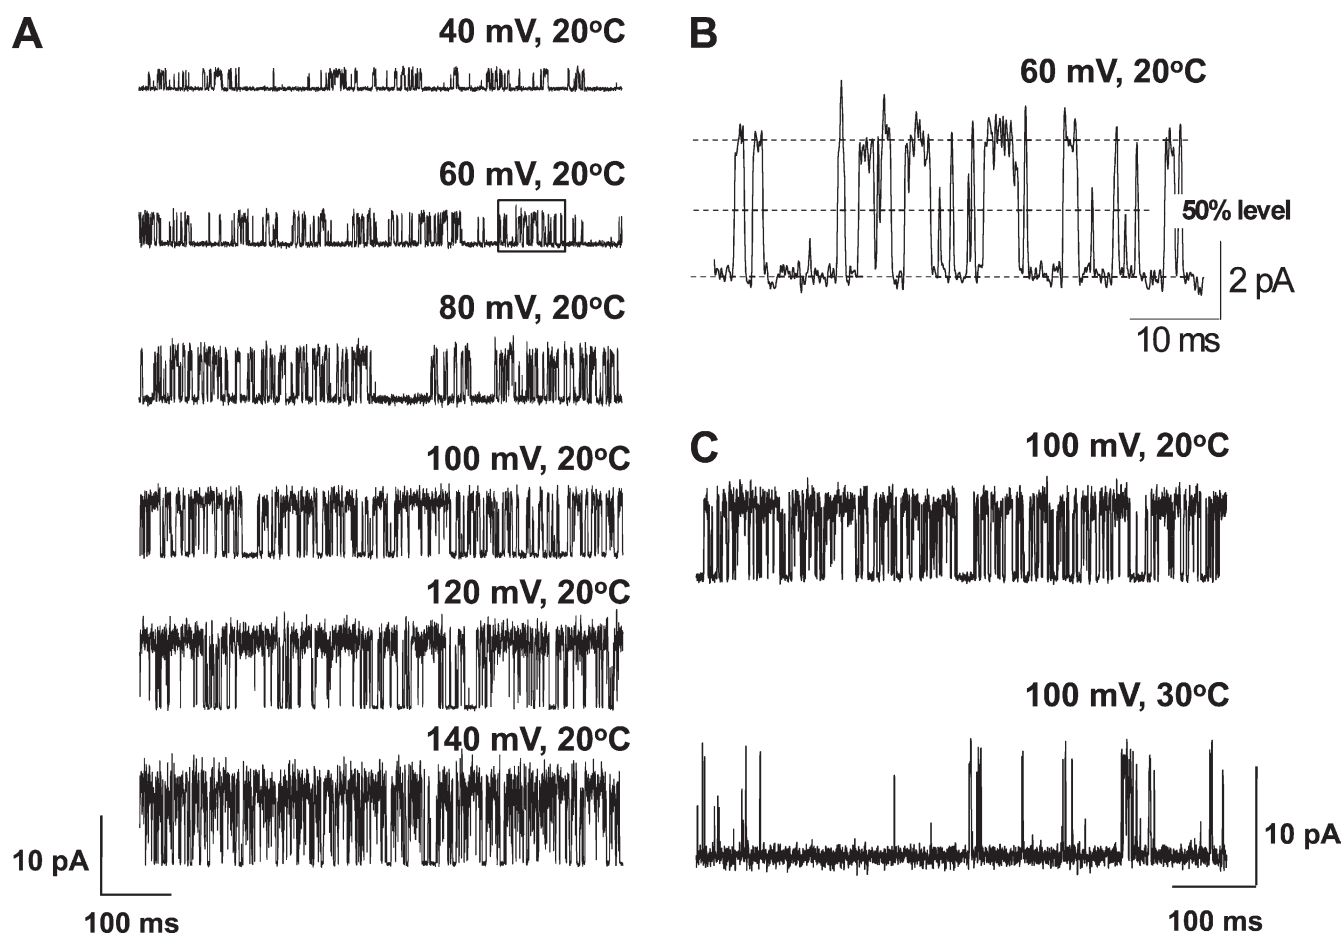 A
40 mV, 20°C
60 mV, 20°C
80 mV, 20°C
100 mV, 20°C
120 mV, 20°C
140 mV, 20°C
10 pA
100 ms
B
60 mV, 20°C
50% level
2 pA
10 ms
C
100 mV, 20°C
100 mV, 30°C
10 pA
100 ms